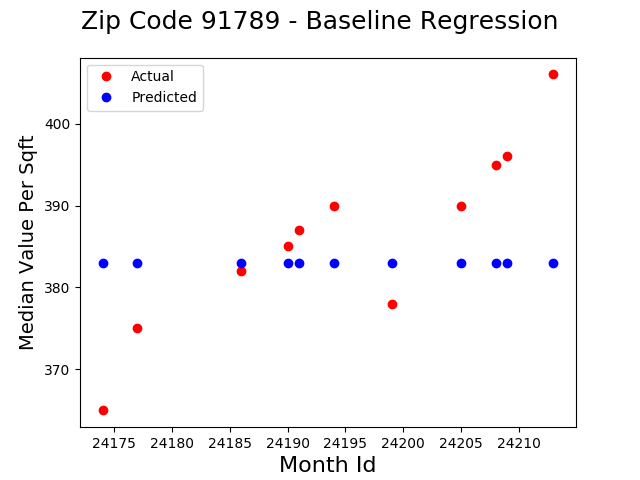 Zip Code 91789 - Baseline Regression
Actual
Predicted
400
390
380
370
Median Value Per Sqft
24175 24180 24185 24190 24195 24200 24205 24210
Month Id